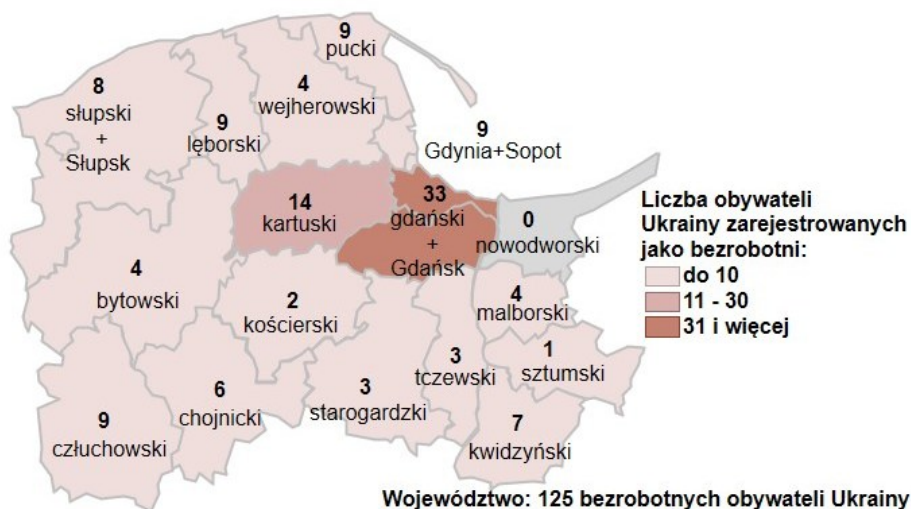 9
pucki
8
słupski
+
Słupsk
9
lęborski
4
wejherowski
9
Gdynia+Sopot
14
kartuski
33
gdański
+
Gdańsk
0
nowodworski
4
bytowski
2
kościerski
4
malborski
1
sztumski
3
tczewski
3
starogardzki
6
chojnicki
9
człuchowski
7
kwidzyński
Liczba obywateli
Ukrainy zarejestrowanych
jako bezrobotni:
do 10
11 - 30
31 i więcej
Województwo: 125 bezrobotnych obywateli Ukrainy